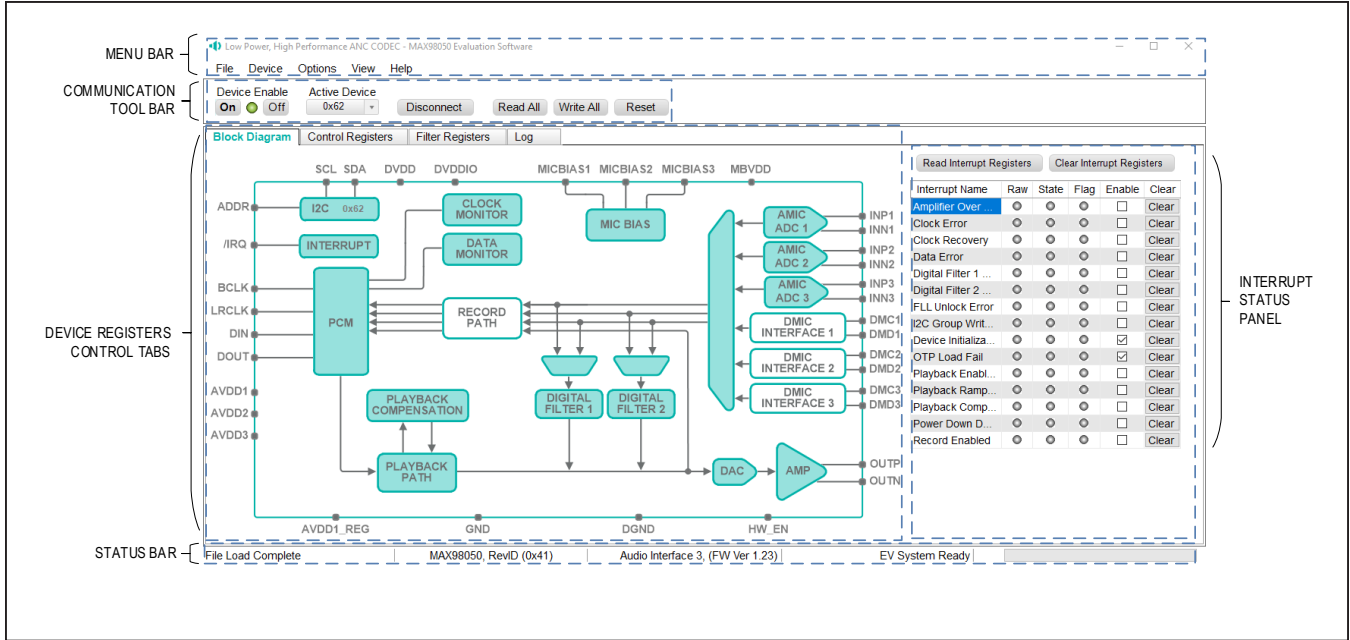 MENU BAR
Low Power, High Performance ANC CODEC - MAX98050 Evaluation Software
File Device Options View Help
COMMUNICATION
TOOL BAR
Device Enable Active Device
On Off 0x62 Disconnect Read All Write All Reset
DEVICE REGISTERS
CONTROL TABS
Block Diagram Control Registers Filter Registers Log
SCL SDA DVDD DVDDIO MICBIAS1 MICBIAS2 MICBIAS3 MBVDD
ADDR
/IRQ
BCLK
LRCLK
DIN
DOUT
AVDD1
AVDD2
AVDD3
I2C 0x62
INTERRUPT
CLOCK
MONITOR
DATA
MONITOR
MIC BIAS
PCM
RECORD
PATH
AMIC
ADC 1
AMIC
ADC 2
AMIC
ADC 3
DMIC
INTERFACE 1
DMIC
INTERFACE 2
DMIC
INTERFACE 3
INP1
INN1
INP2
INN2
INP3
INN3
DMC1
DMD1
DMC2
DMD2
DMC3
DMD3
PLAYBACK
COMPENSATION
DIGITAL
FILTER 1
DIGITAL
FILTER 2
PLAYBACK
PATH
DAC
AMP
OUTP
OUTN
AVDD1_REG GND DGND HW_EN
Read Interrupt Registers Clear Interrupt Registers
Interrupt Name Raw State Flag Enable Clear
Amplifier Over ... Clear
Clock Error Clear
Clock Recovery Clear
Data Error Clear
Digital Filter 1 ... Clear
Digital Filter 2 ... Clear
FLL Unlock Error Clear
I2C Group Writ... Clear
Device Initializa... Clear
OTP Load Fail Clear
Playback Enabl... Clear
Playback Ramp... Clear
Playback Comp... Clear
Power Down D... Clear
Record Enabled Clear
INTERRUPT
STATUS
PANEL
STATUS BAR
File Load Complete MAX98050, RevID (0x41) Audio Interface 3, (FW Ver 1.23) EV System Ready